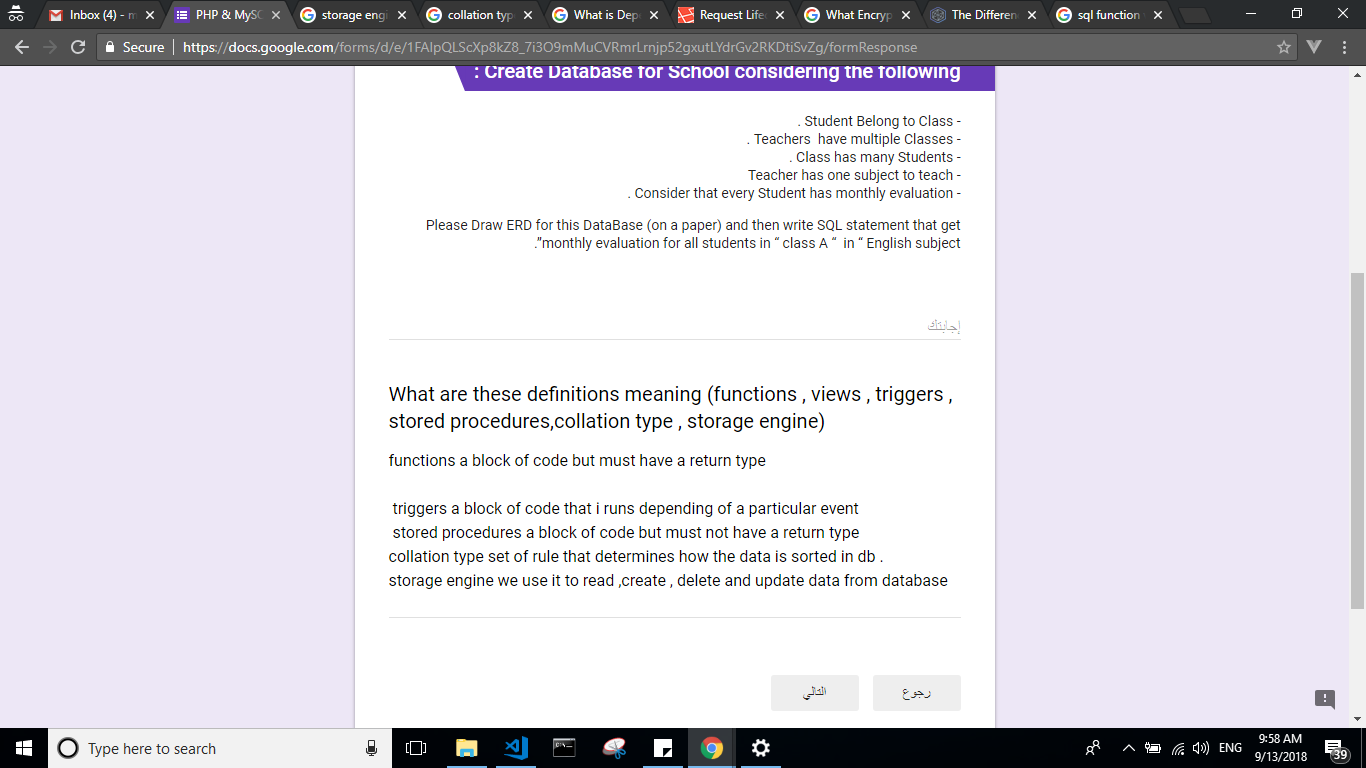 Inbox (4) - m
PHP & MySC
storage engi
collation typ
What is Dep
Request Life
What Encryp
The Differen
sql function
Secure
https://docs.google.com/forms/d/e/1FAIpQLScXp8kZ8_7i3O9mMuCVRmrLrnjp52gxutLYdrGv2RKDtiSvZg/formResponse
: Create Database for School considering the following
. Student Belong to Class -
. Teachers have multiple Classes -
. Class has many Students -
Teacher has one subject to teach -
. Consider that every Student has monthly evaluation -
Please Draw ERD for this DataBase (on a paper) and then write SQL statement that get
.”monthly evaluation for all students in “ class A “ in “ English subject
إجابتك
What are these definitions meaning (functions , views , triggers ,
stored procedures,collation type , storage engine)
functions a block of code but must have a return type
triggers a block of code that i runs depending of a particular event
stored procedures a block of code but must not have a return type
collation type set of rule that determines how the data is sorted in db .
storage engine we use it to read ,create , delete and update data from database
رجوع
التالي
Type here to search
ENG
9:58 AM
9/13/2018
39